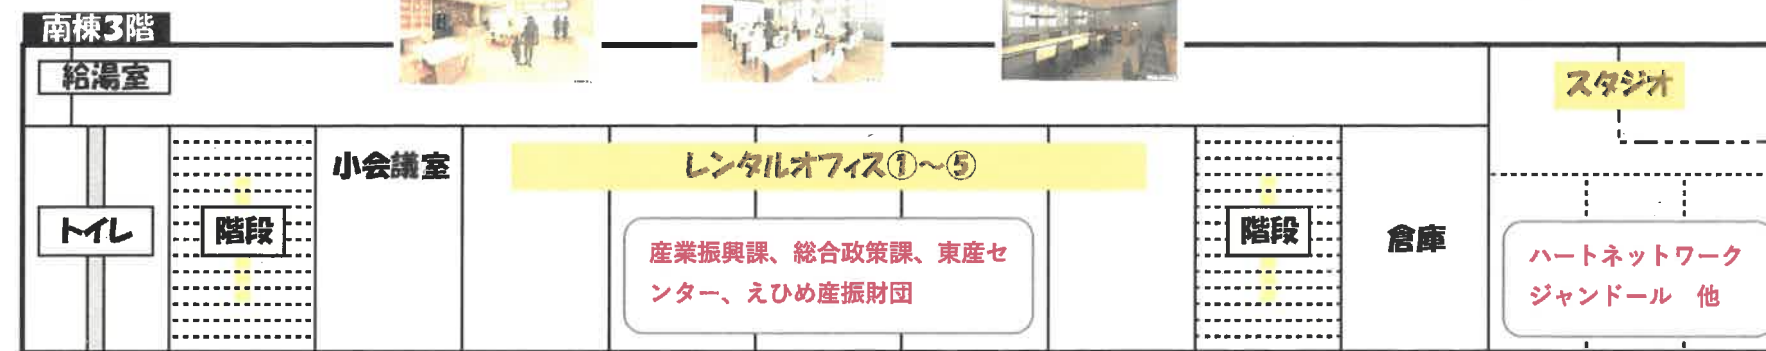 南棟3階
給湯室
スタジオ
小会議室
レンタルオフィス①～⑤
トイレ
階段
階段
倉庫
産業振興課、総合政策課、東産セ
ンター、えひめ産振財団
ハートネットワーク
ジャンドール　他